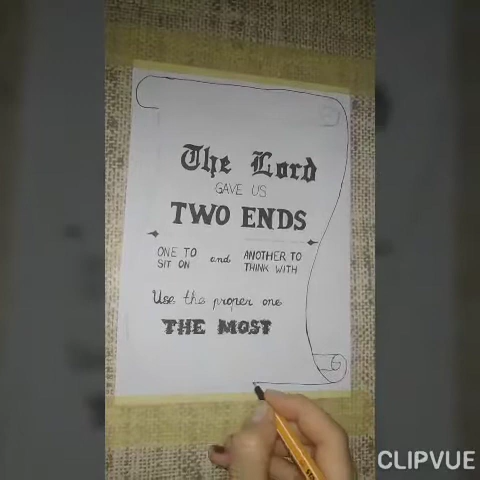 The Lord
GAVE US
TWO ENDS
ONE TO
SIT ON
and
ANOTHER TO
THINK WITH
Use the proper one
THE MOST
CLIPVUE